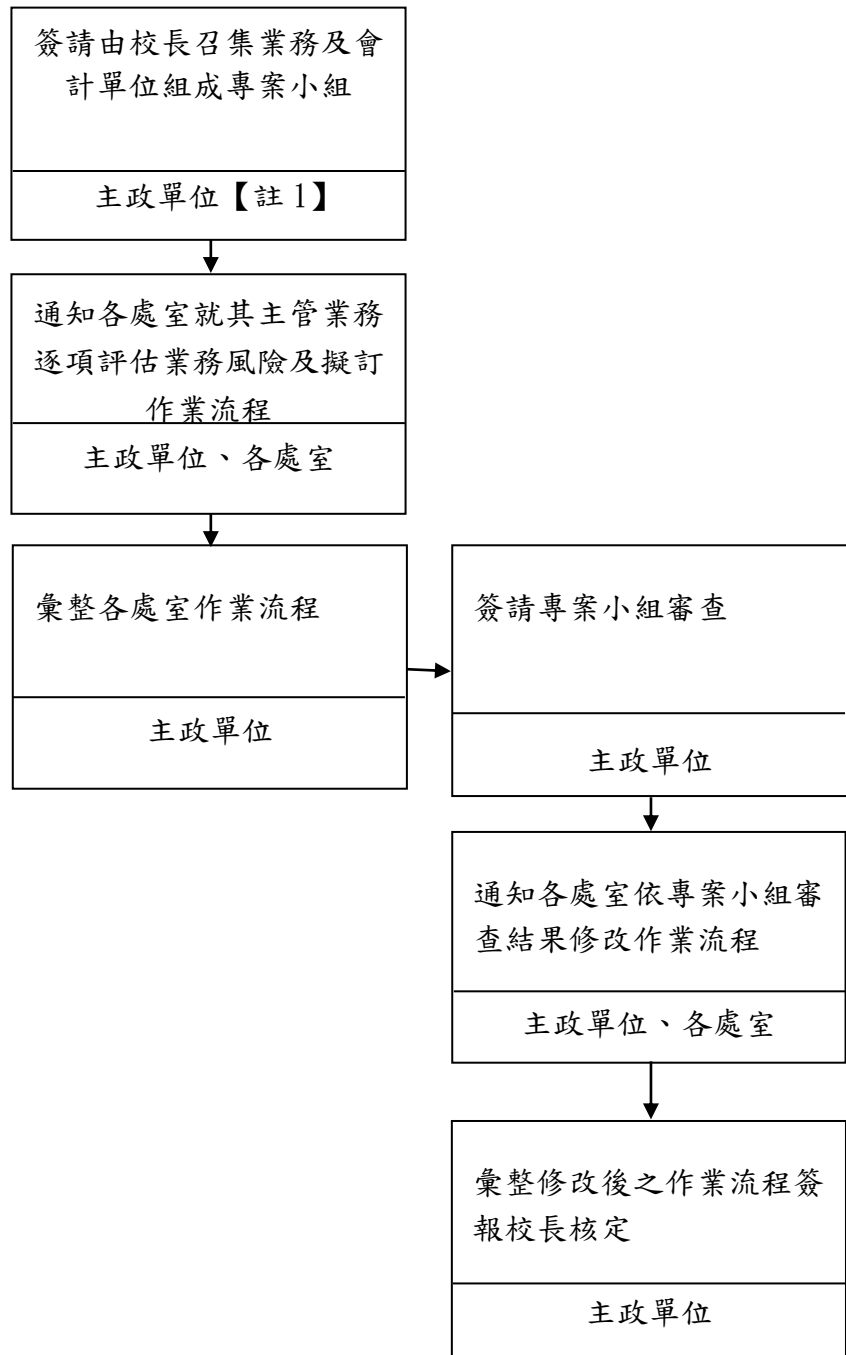 簽請由校長召集業務及會
計單位組成專案小組
主政單位【註1】
通知各處室就其主管業務
逐項評估業務風險及擬訂
作業流程
主政單位、各處室
彙整各處室作業流程
主政單位
簽請專案小組審查
主政單位
通知各處室依專案小組審
查結果修改作業流程
主政單位、各處室
彙整修改後之作業流程簽
報校長核定
主政單位